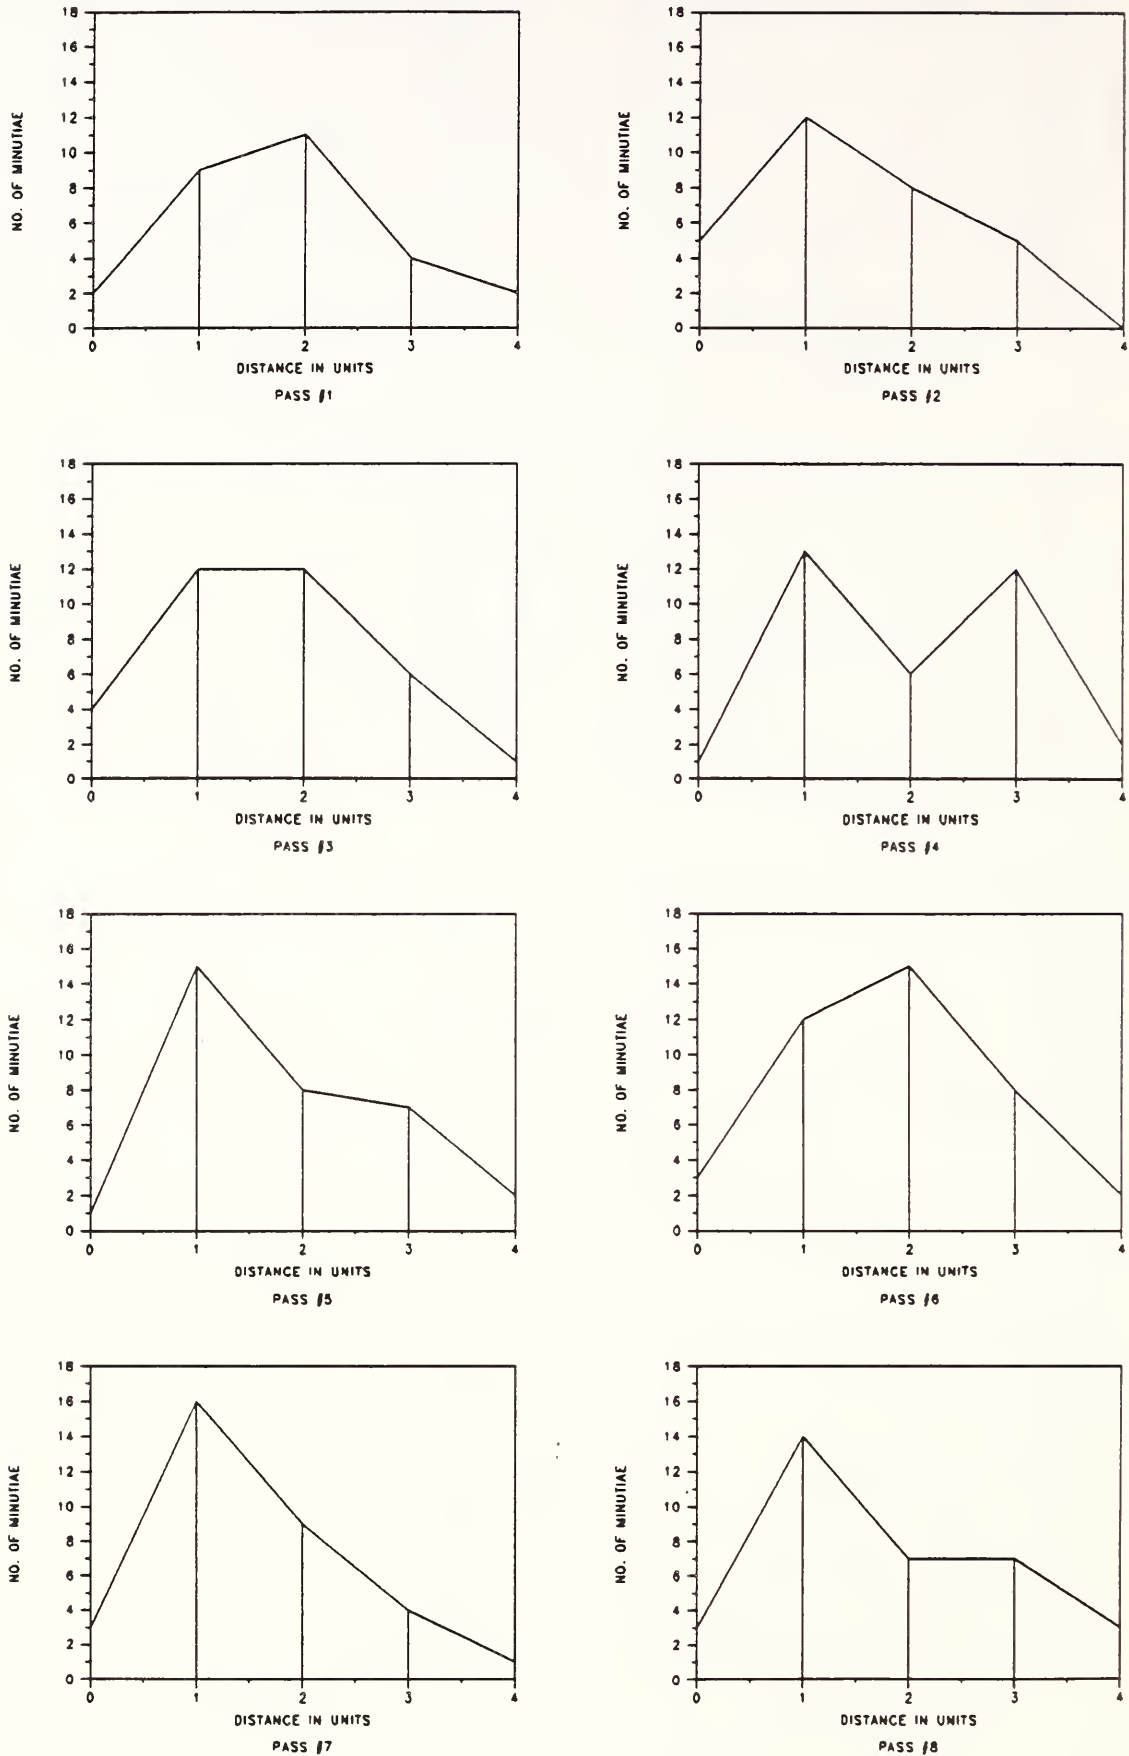 18
16
14
12
10
8
6
4
2
0
NO. OF MINUTIAE
0 1 2 3 4
DISTANCE IN UNITS
PASS #1
18
16
14
12
10
8
6
4
2
0
NO. OF MINUTIAE
0 1 2 3 4
DISTANCE IN UNITS
PASS #2
18
16
14
12
10
8
6
4
2
0
NO. OF MINUTIAE
0 1 2 3 4
DISTANCE IN UNITS
PASS #3
18
16
14
12
10
8
6
4
2
0
NO. OF MINUTIAE
0 1 2 3 4
DISTANCE IN UNITS
PASS #4
18
16
14
12
10
8
6
4
2
0
NO. OF MINUTIAE
0 1 2 3 4
DISTANCE IN UNITS
PASS #5
18
16
14
12
10
8
6
4
2
0
NO. OF MINUTIAE
0 1 2 3 4
DISTANCE IN UNITS
PASS #6
18
16
14
12
10
8
6
4
2
0
NO. OF MINUTIAE
0 1 2 3 4
DISTANCE IN UNITS
PASS #7
18
16
14
12
10
8
6
4
2
0
NO. OF MINUTIAE
0 1 2 3 4
DISTANCE IN UNITS
PASS #8